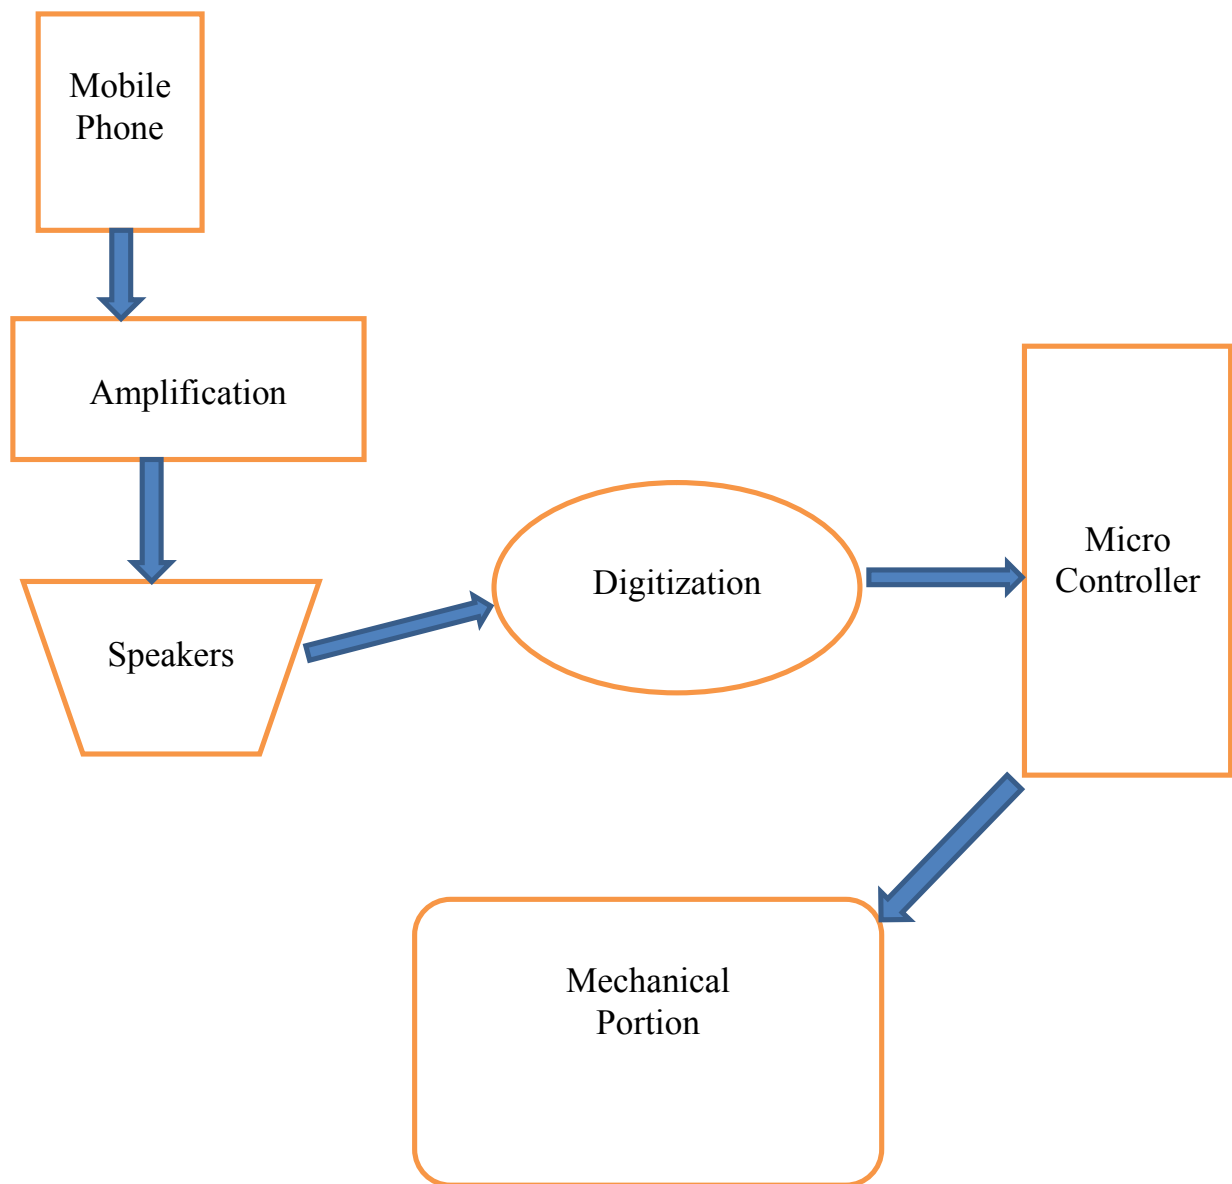 Mobile
Phone
Amplification
Speakers
Digitization
Micro
Controller
Mechanical
Portion